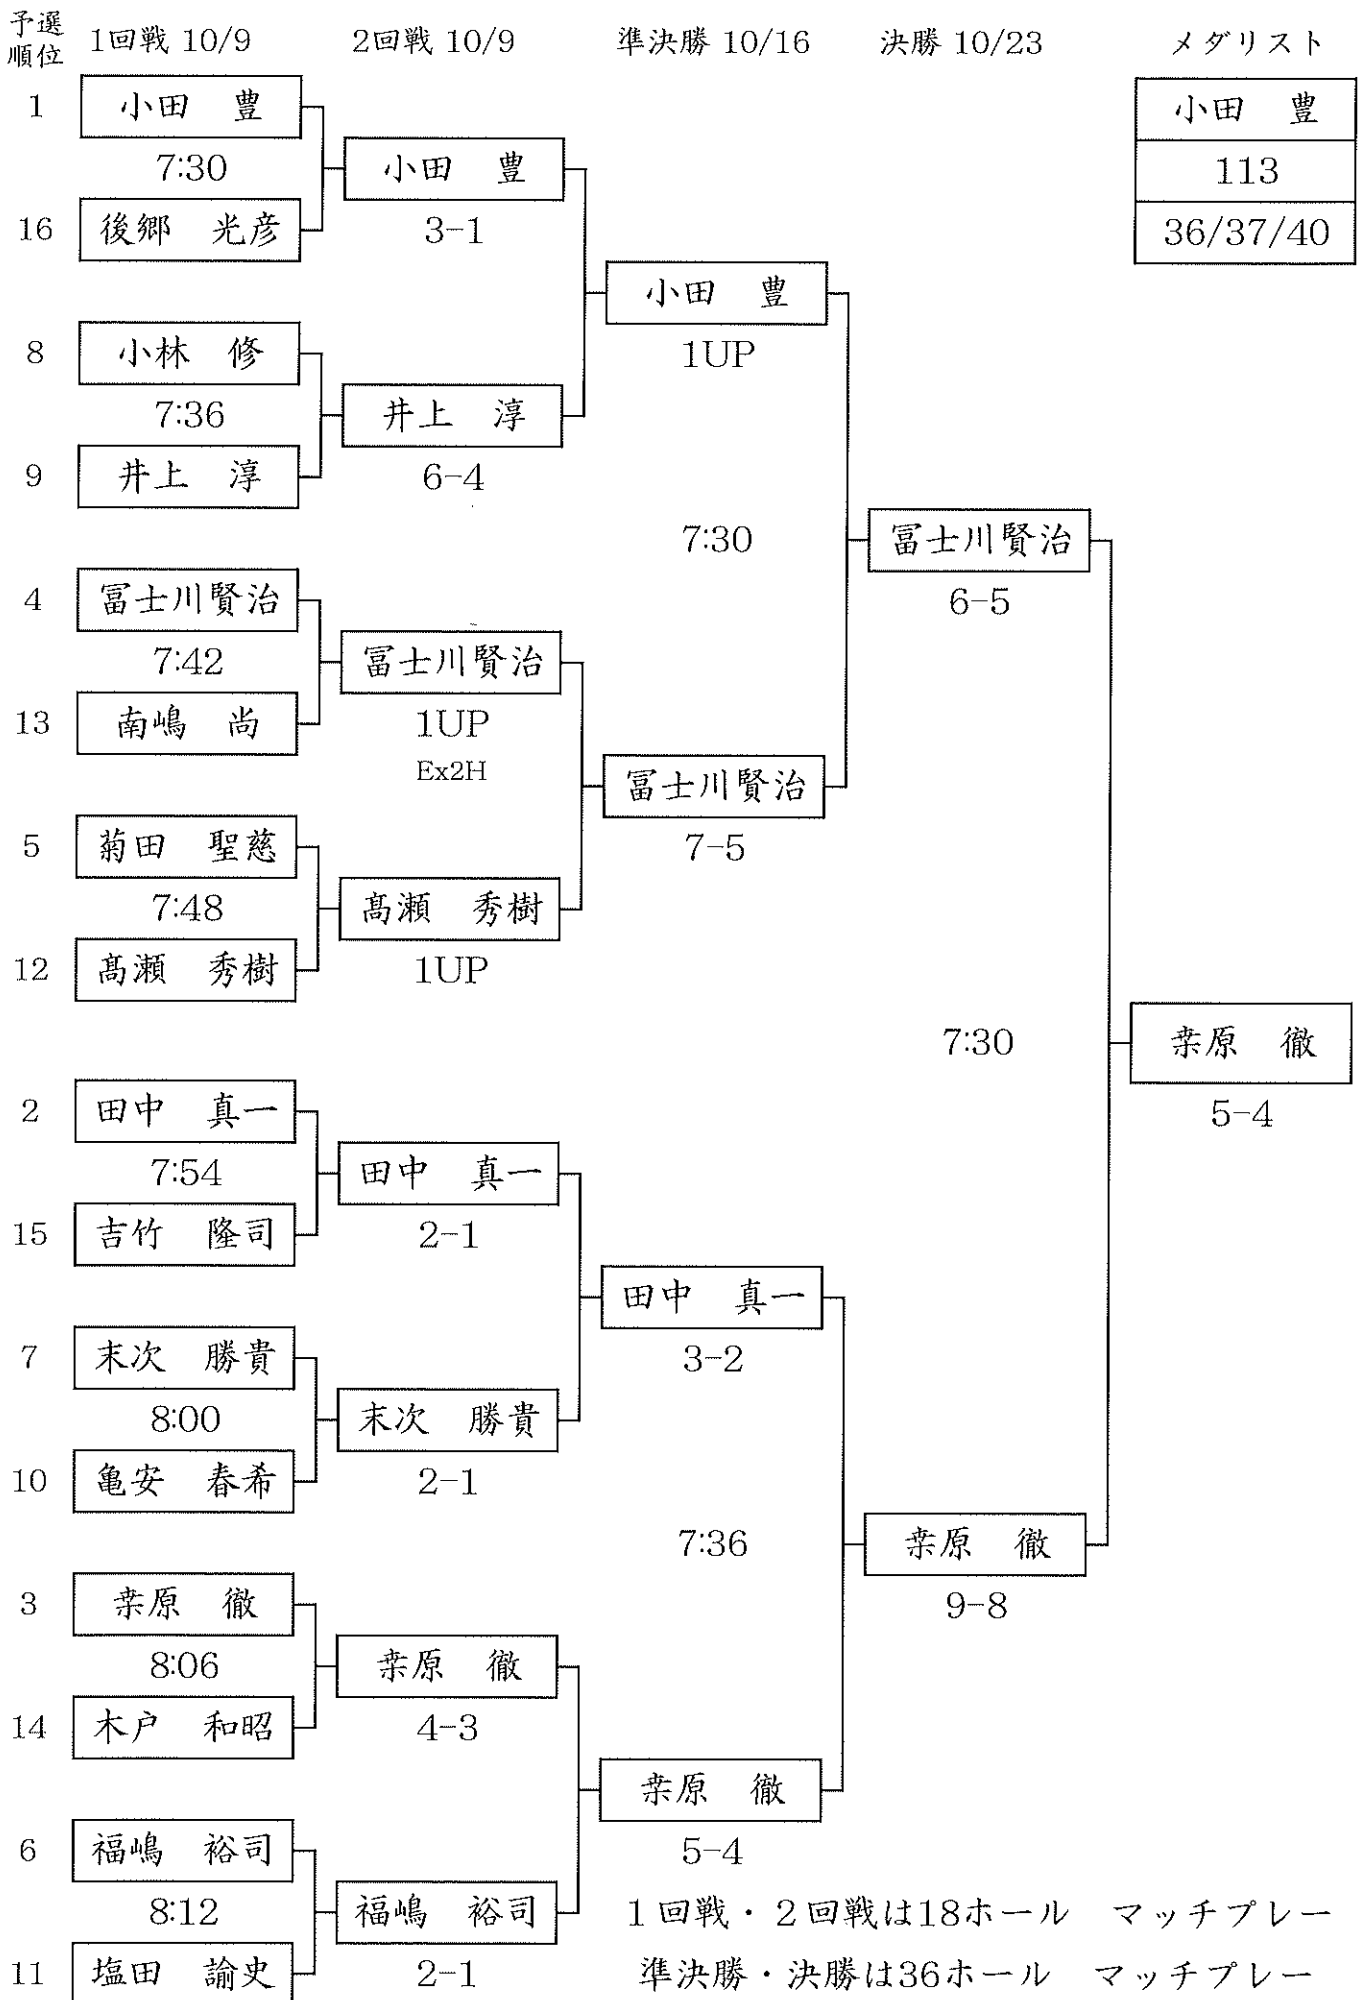 予選
順位 1回戦 10/9 2回戦 10/9 準決勝 10/16 決勝 10/23 メダリスト
1 小田 豊
小田 豊
7:30
小田 豊
113
16 後郷 光彦
3-1
36/37/40
小田 豊
8 小林 修
1UP
7:36
井上 淳
9 井上 淳
6-4
7:30
冨士川賢治
4 冨士川賢治
6-5
7:42
冨士川賢治
13 南嶋 尚
1UP
Ex2H
冨士川賢治
5 菊田 聖慈
7-5
7:48
髙瀬 秀樹
12 髙瀬 秀樹
1UP
7:30
桒原 徹
2 田中 真一
5-4
7:54
田中 真一
15 吉竹 隆司
2-1
田中 真一
7 末次 勝貴
3-2
8:00
末次 勝貴
10 亀安 春希
2-1
7:36
桒原 徹
3 桒原 徹
9-8
8:06
桒原 徹
14 木戸 和昭
4-3
桒原 徹
6 福嶋 裕司
5-4
8:12
福嶋 裕司
1回戦・2回戦は18ホール マッチプレー
11 塩田 諭史
2-1
準決勝・決勝は36ホール マッチプレー